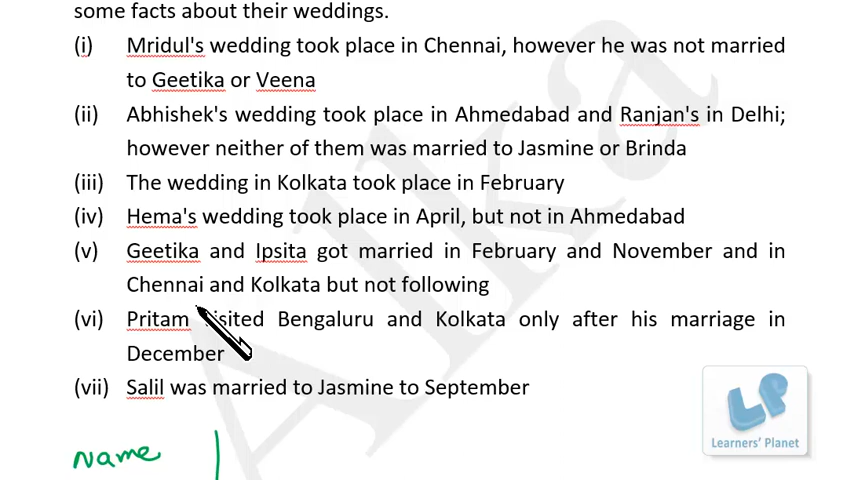 some facts about their weddings.
(i) Mridul's wedding took place in Chennai, however he was not married
to Geetika or Veena
(ii) Abhishek's wedding took place in Ahmedabad and Ranjan's in Delhi;
however neither of them was married to Jasmine or Brinda
(iii) The wedding in Kolkata took place in February
(iv) Hema's wedding took place in April, but not in Ahmedabad
(v) Geetika and Ipsita got married in February and November and in
Chennai and Kolkata but not following
(vi) Pritam visited Bengaluru and Kolkata only after his marriage in
December
(vii) Salil was married to Jasmine to September
LP
Learners' Planet
Name
Alka